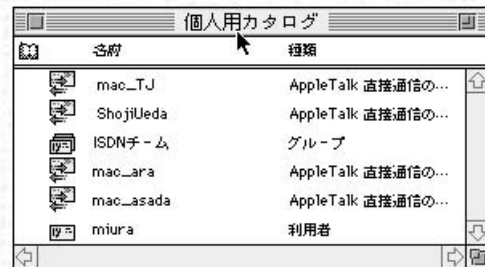 個人用カタログ
名前 種類
mac_TJ AppleTalk 直接通信の...
ShojiUeda AppleTalk 直接通信の...
ISDNチーム グループ
mac_ara AppleTalk 直接通信の...
mac_asada AppleTalk 直接通信の...
miura 利用者